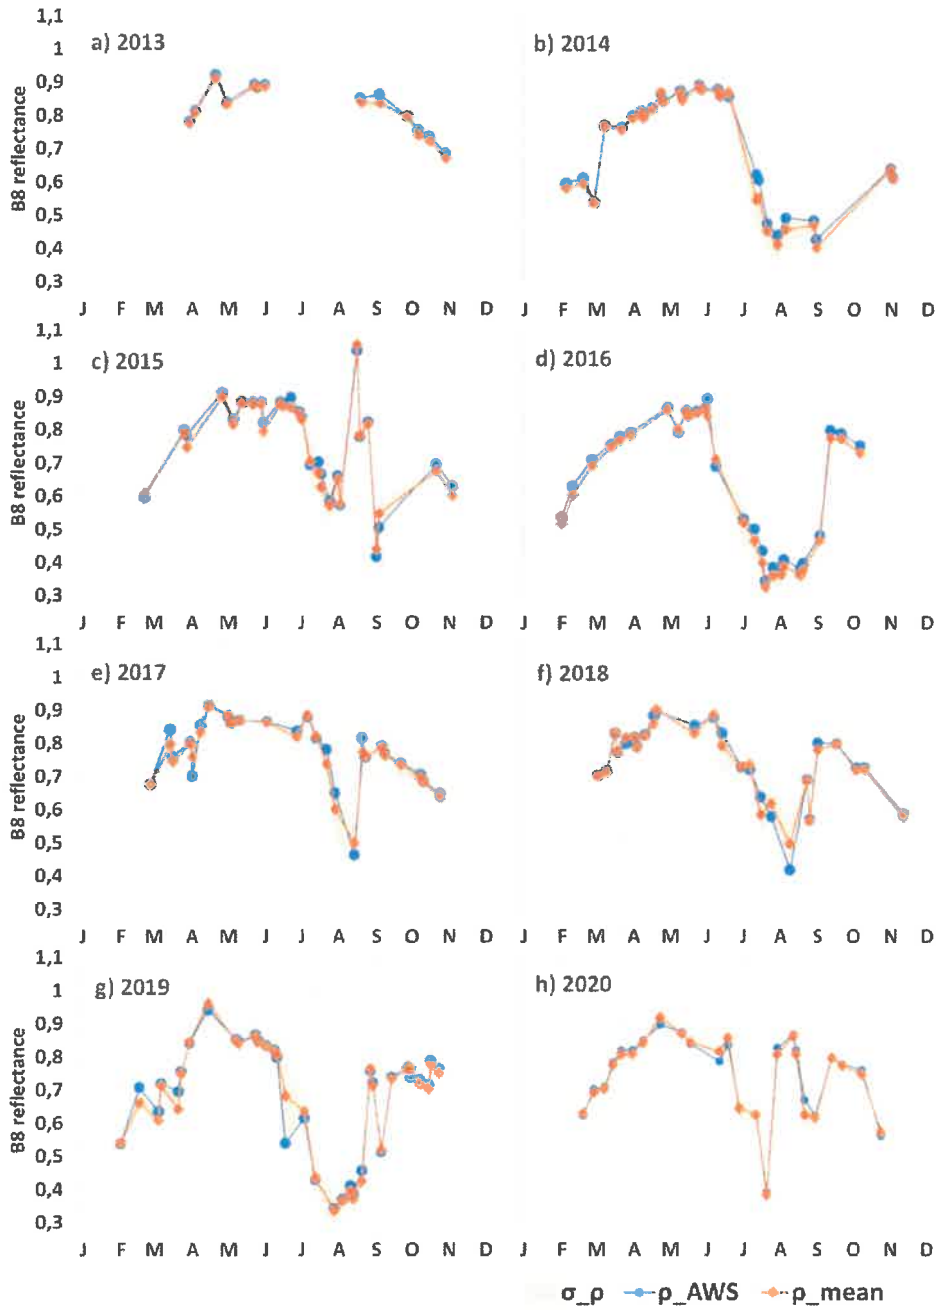 1,1
1
0,9
0,8
0,7
0,6
0,5
0,4
0,3
B8 reflectance
a) 2013
J F M A M J J A S O N D
b) 2014
J F M A M J J A S O N D
1,1
1
0,9
0,8
0,7
0,6
0,5
0,4
0,3
B8 reflectance
c) 2015
J F M A M J J A S O N D
d) 2016
J F M A M J J A S O N D
1,1
1
0,9
0,8
0,7
0,6
0,5
0,4
0,3
B8 reflectance
e) 2017
J F M A M J J A S O N D
f) 2018
J F M A M J J A S O N D
1,1
1
0,9
0,8
0,7
0,6
0,5
0,4
0,3
B8 reflectance
g) 2019
J F M A M J J A S O N D
h) 2020
J F M A M J J A S O N D
σ_ρ ρ_AWS ρ_mean